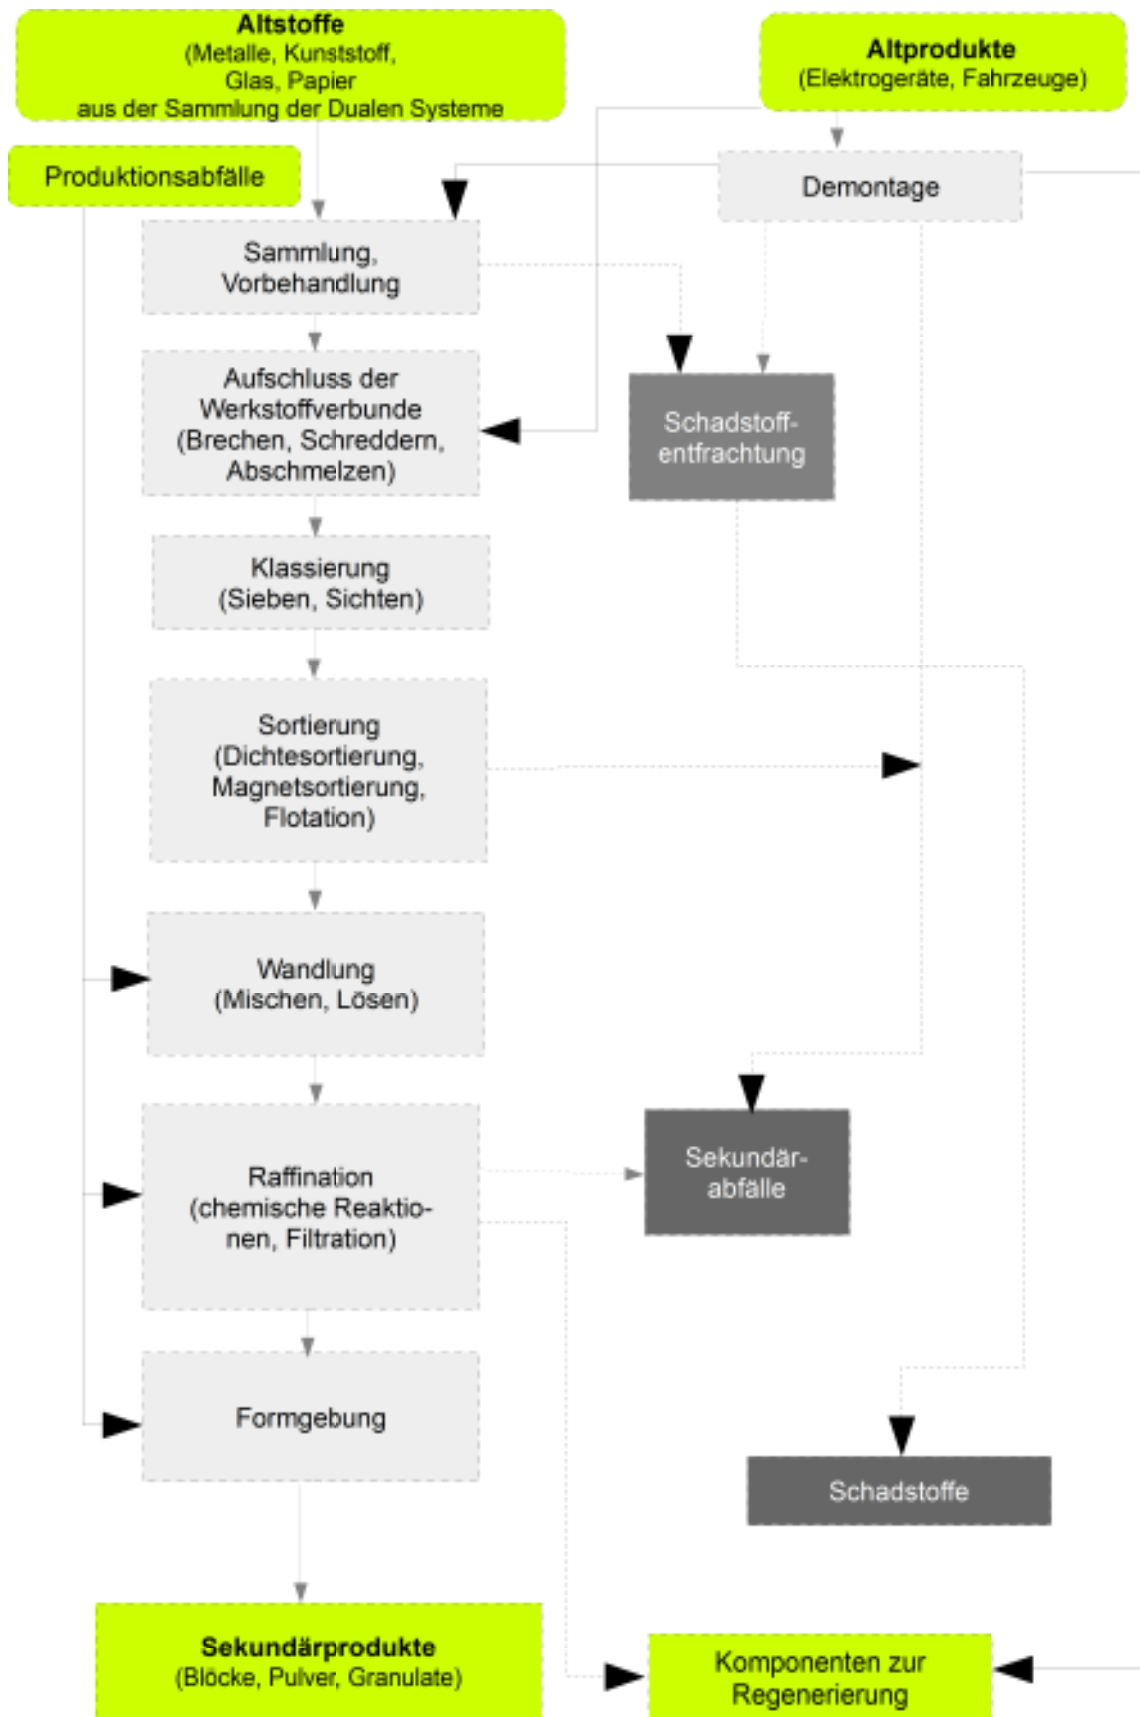 Altstoffe
(Metalle, Kunststoff,
Glas, Papier
aus der Sammlung der Dualen Systeme
Altprodukte
(Elektrogeräte, Fahrzeuge)
Produktionsabfälle
Demontage
Sammlung,
Vorbehandlung
Aufschluss der
Werkstoffverbunde
(Brechen, Schreddern,
Abschmelzen)
Schadstoff-
entfrachtung
Klassierung
(Sieben, Sichten)
Sortierung
(Dichtesortierung,
Magnetsortierung,
Flotation)
Wandlung
(Mischen, Lösen)
Raffination
(chemische Reaktio-
nen, Filtration)
Sekundär-
abfälle
Formgebung
Schadstoffe
Sekundärprodukte
(Blöcke, Pulver, Granulate)
Komponenten zur
Regenerierung